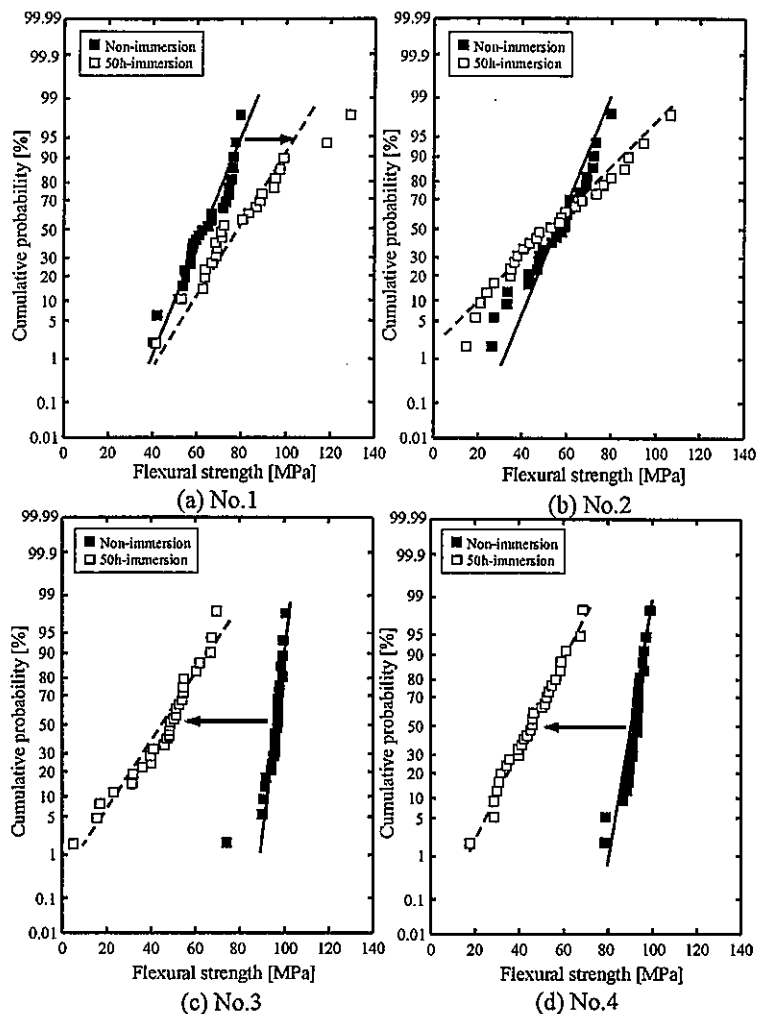 99.99
99.9
99
95
90
80
70
50
30
20
10
5
1
0.1
0.01
Cumulative probability [%]
Non-immersion
50h-immersion
0 20 40 60 80 100 120 140
Flexural strength [MPa]
(a) No.1
99.99
99.9
99
95
90
80
70
50
30
20
10
5
1
0.1
0.01
Cumulative probability [%]
Non-immersion
50h-immersion
0 20 40 60 80 100 120 140
Flexural strength [MPa]
(b) No.2
99.99
99.9
99
95
90
80
70
50
30
20
10
5
1
0.1
0.01
Cumulative probability [%]
Non-immersion
50h-immersion
0 20 40 60 80 100 120 140
Flexural strength [MPa]
(c) No.3
99.99
99.9
99
95
90
80
70
50
30
20
10
5
1
0.1
0.01
Cumulative probability [%]
Non-immersion
50h-immersion
0 20 40 60 80 100 120 140
Flexural strength [MPa]
(d) No.4